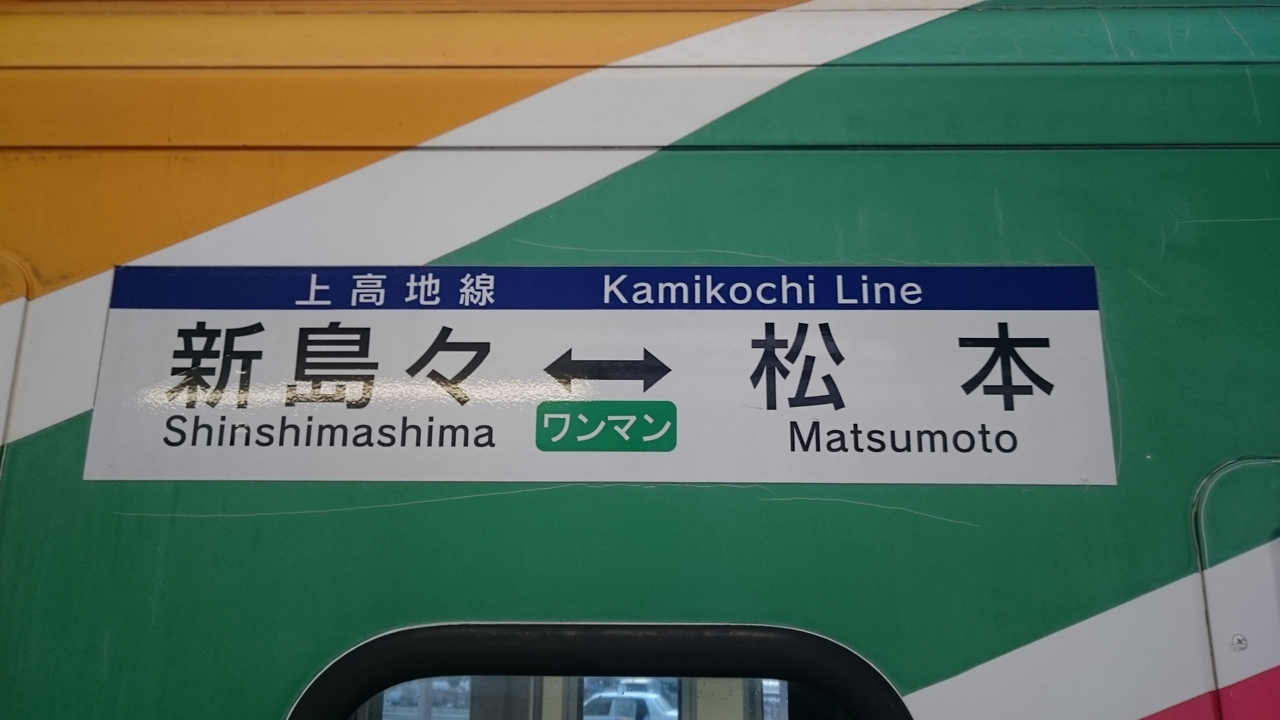 上高地線 Kamikochi Line
新島々 ↔ 松本
ワンマン
Shinshimashima Matsumoto